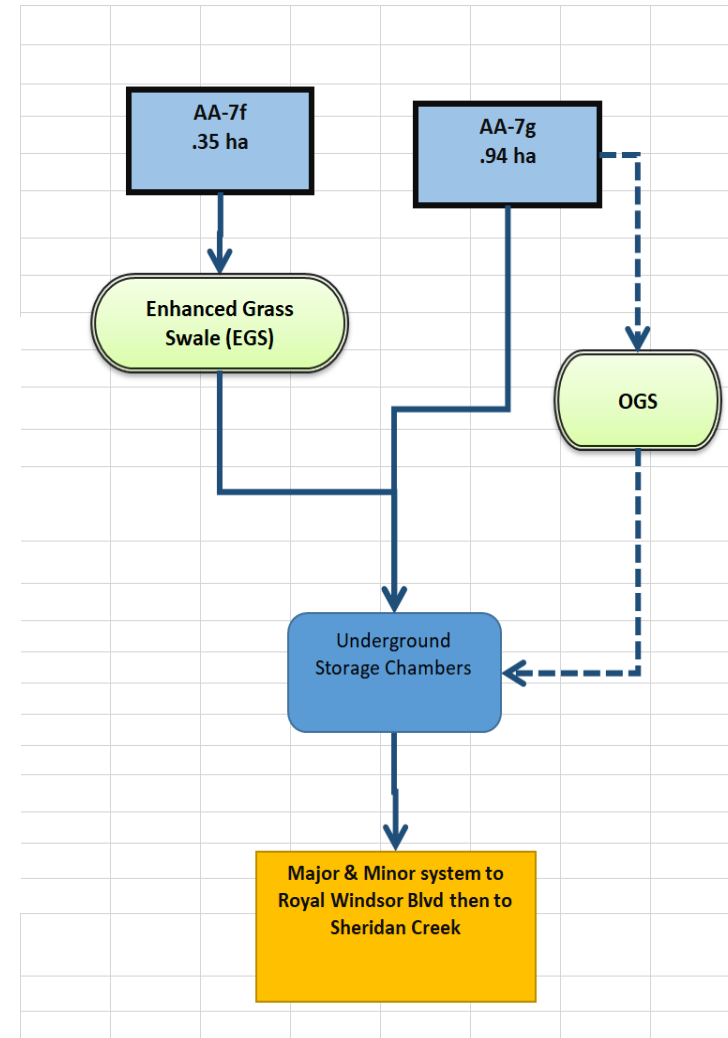 AA-7f
.35 ha
AA-7g
.94 ha
Enhanced Grass
Swale (EGS)
OGS
Underground
Storage Chambers
Major & Minor system to
Royal Windsor Blvd then to
Sheridan Creek